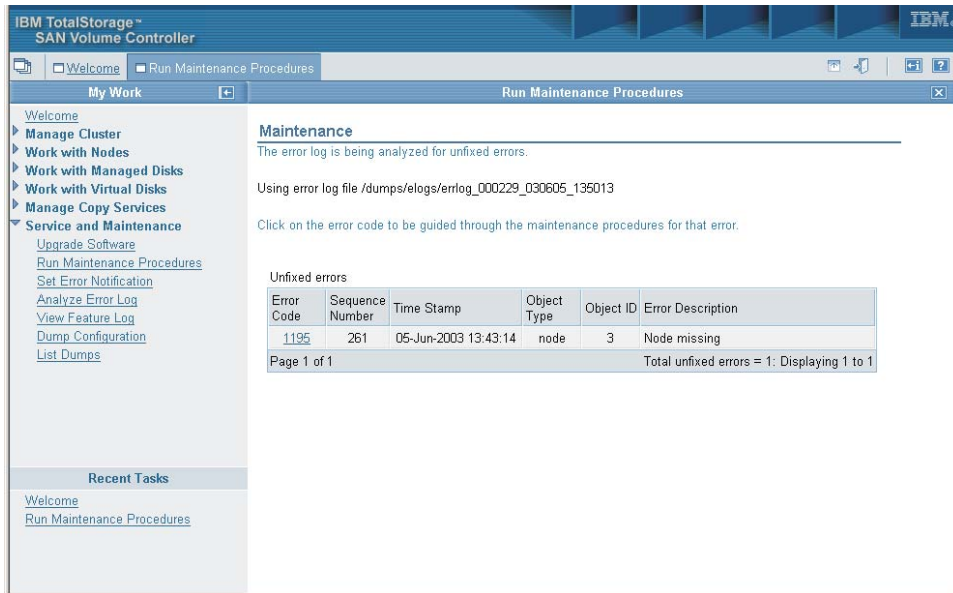 IBM TotalStorage™
SAN Volume Controller
IBM
Welcome
Run Maintenance Procedures
My Work
Run Maintenance Procedures
Welcome
Manage Cluster
Work with Nodes
Work with Managed Disks
Work with Virtual Disks
Manage Copy Services
Service and Maintenance
Upgrade Software
Run Maintenance Procedures
Set Error Notification
Analyze Error Log
View Feature Log
Dump Configuration
List Dumps
Recent Tasks
Welcome
Run Maintenance Procedures
Maintenance
The error log is being analyzed for unfixed errors.
Using error log file /dumps/elogs/errlog_000229_030605_135013
Click on the error code to be guided through the maintenance procedures for that error.
Unfixed errors
Error Code Sequence Number Time Stamp Object Type Object ID Error Description
1195 261 05-Jun-2003 13:43:14 node 3 Node missing
Page 1 of 1 Total unfixed errors = 1: Displaying 1 to 1